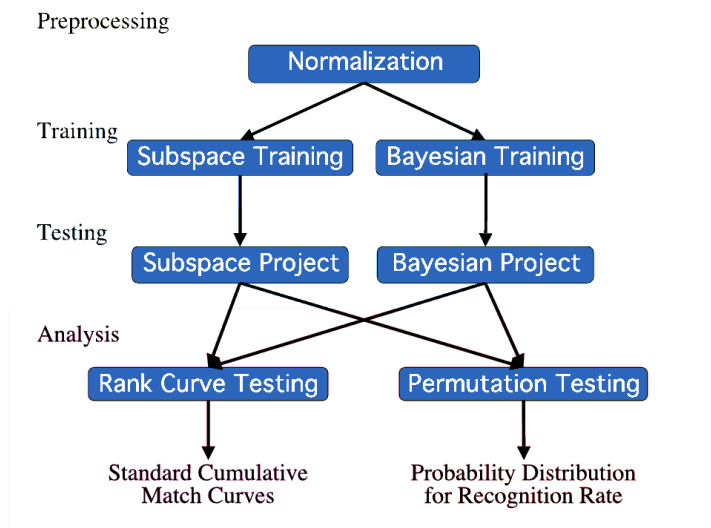 Preprocessing
Normalization
Training
Subspace Training
Bayesian Training
Testing
Subspace Project
Bayesian Project
Analysis
Rank Curve Testing
Permutation Testing
Standard Cumulative
Match Curves
Probability Distribution
for Recognition Rate